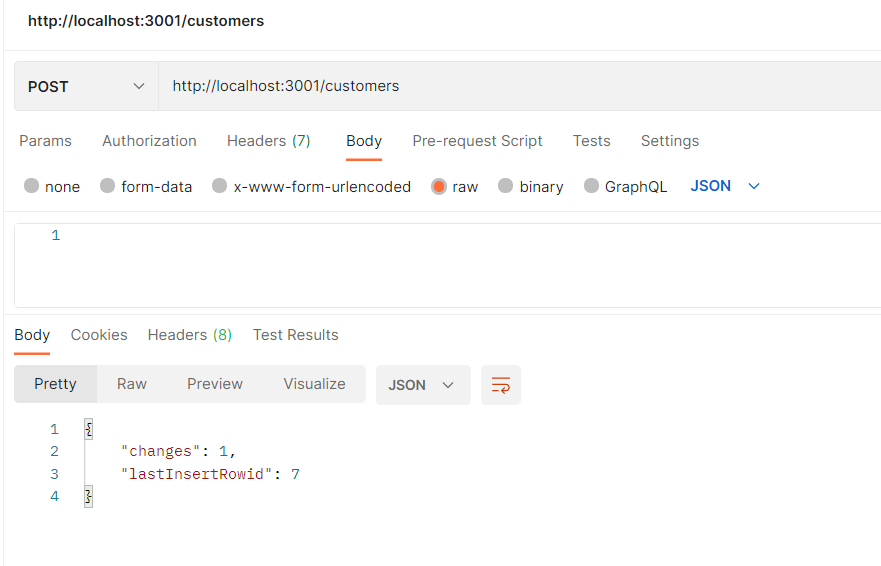 http://localhost:3001/customers
POST http://localhost:3001/customers
Params Authorization Headers (7) Body Pre-request Script Tests Settings
none form-data x-www-form-urlencoded raw binary GraphQL JSON
1
Body Cookies Headers (8) Test Results
Pretty Raw Preview Visualize JSON
1 {
2 "changes": 1,
3 "lastInsertRowid": 7
4 }